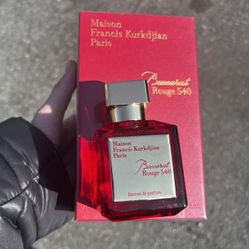 Maison
Francis Kurkdjian
Paris
Baccarat
Rouge 540
Maison
Francis Kurkdjian
Paris
Baccarat
Rouge 540
Extrait de parfum